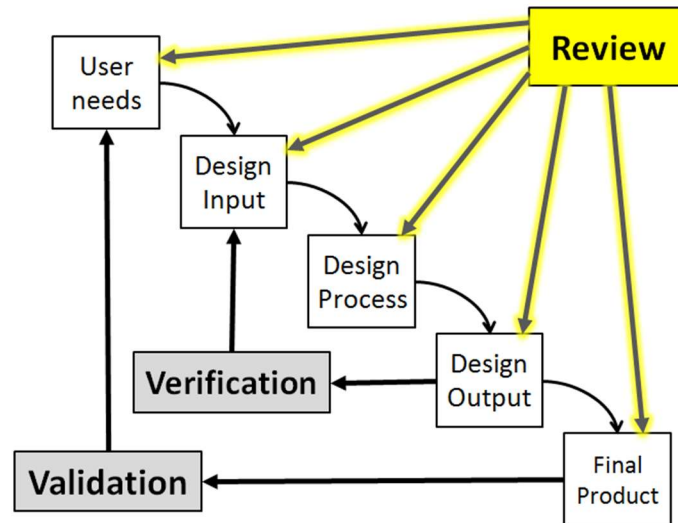 Review
User
needs
Design
Input
Design
Process
Design
Output
Verification
Final
Product
Validation